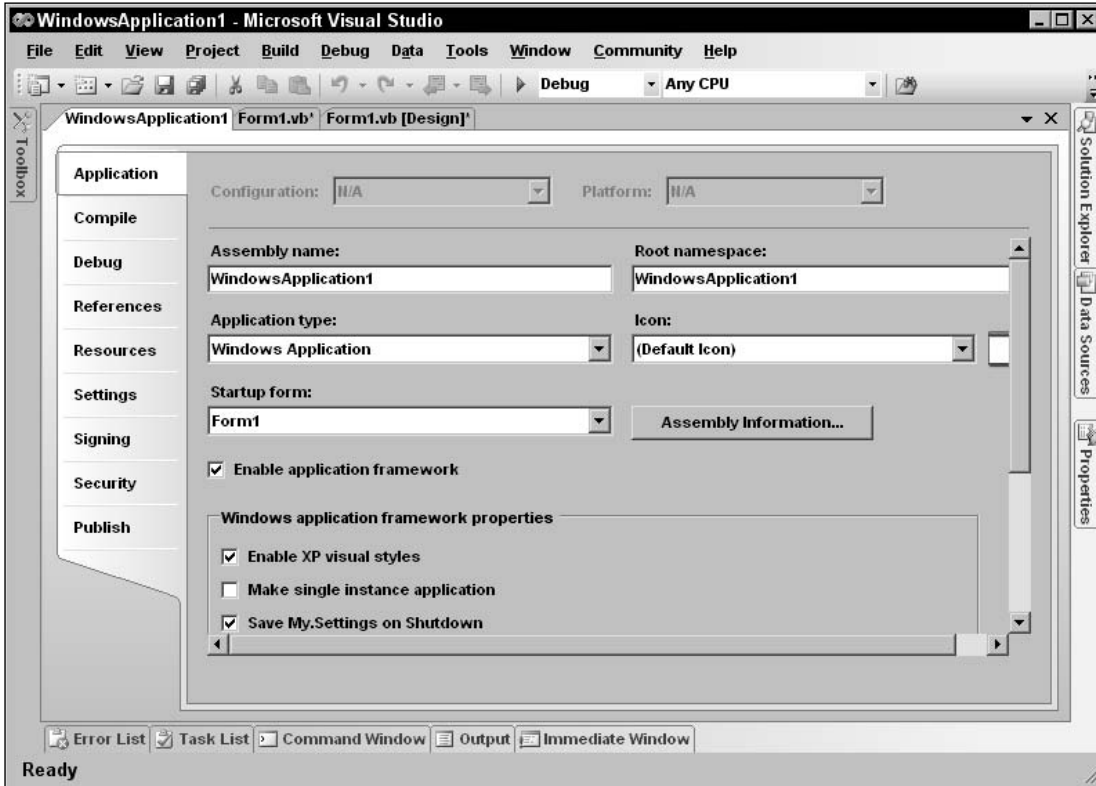 WindowsApplication1 - Microsoft Visual Studio
File Edit View Project Build Debug Data Tools Window Community Help
Debug Any CPU
Toolbox
WindowsApplication1 Form1.vb* Form1.vb [Design]*
Application
Compile
Debug
References
Resources
Settings
Signing
Security
Publish
Configuration: N/A Platform: N/A
Assembly name: Root namespace:
WindowsApplication1 WindowsApplication1
Application type: Icon:
Windows Application (Default Icon)
Startup form:
Form1 Assembly Information...
Enable application framework
Windows application framework properties
Enable XP visual styles
Make single instance application
Save My.Settings on Shutdown
Solution Explorer
Data Sources
Properties
Error List Task List Command Window Output Immediate Window
Ready